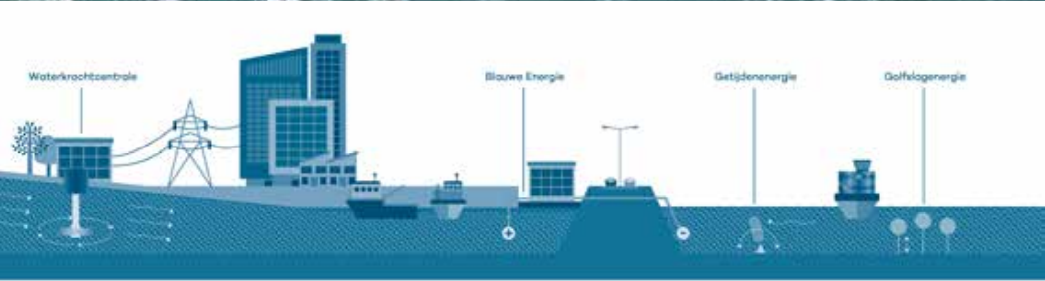 Waterkrachtcentrale
Blauwe Energie
Getijdenenergie
Golfslagenergie
+
-